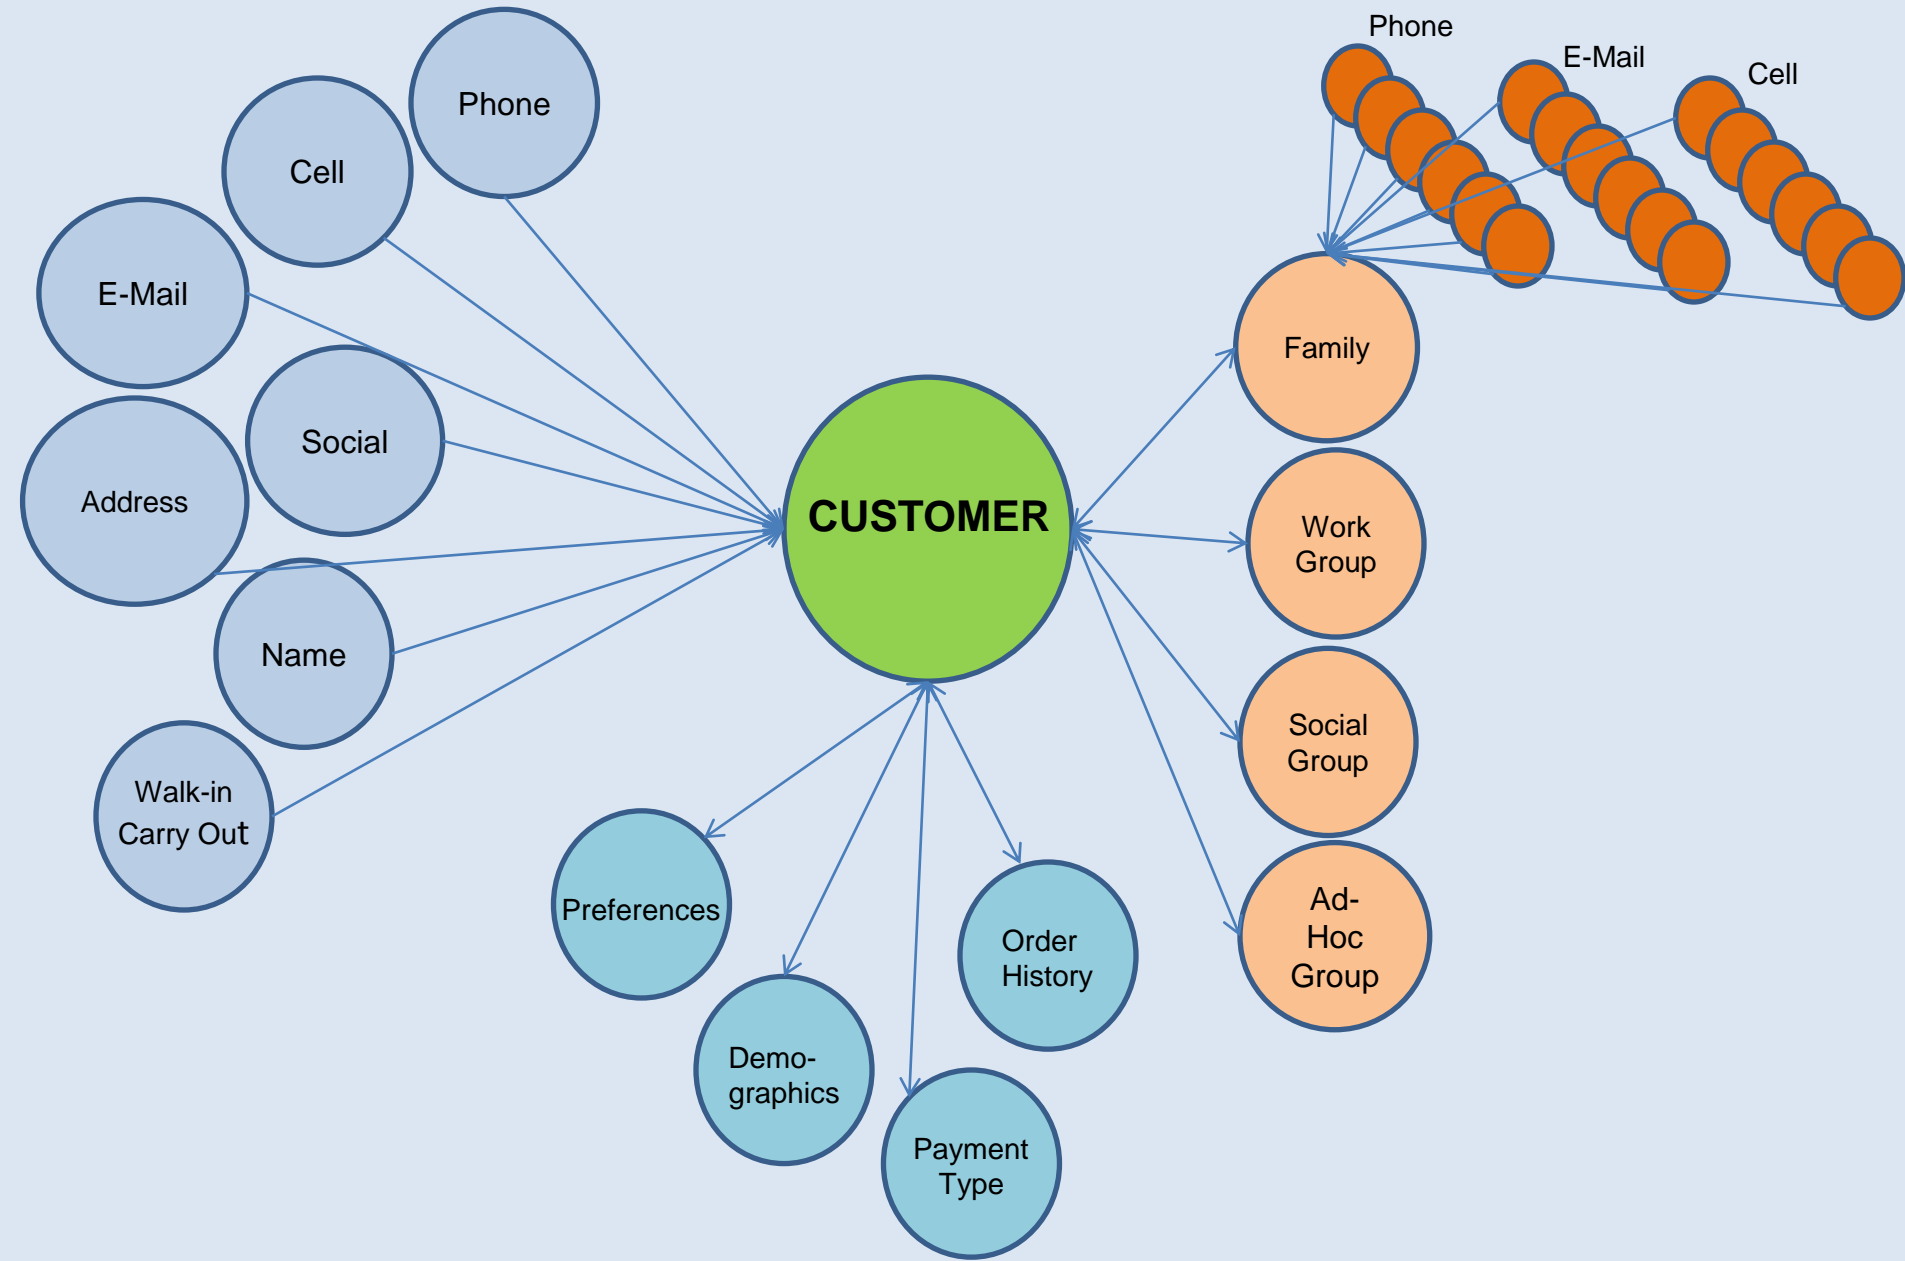 Phone
Cell
E-Mail
Social
Address
Name
Walk-in
Carry Out
CUSTOMER
Phone
E-Mail
Cell
Family
Work
Group
Social
Group
Ad-
Hoc
Group
Preferences
Demo-
graphics
Payment
Type
Order
History